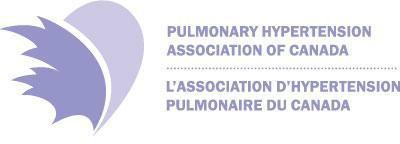 PULMONARY HYPERTENSION
ASSOCIATION OF CANADA
L'ASSOCIATION D'HYPERTENSION
PULMONAIRE DU CANADA